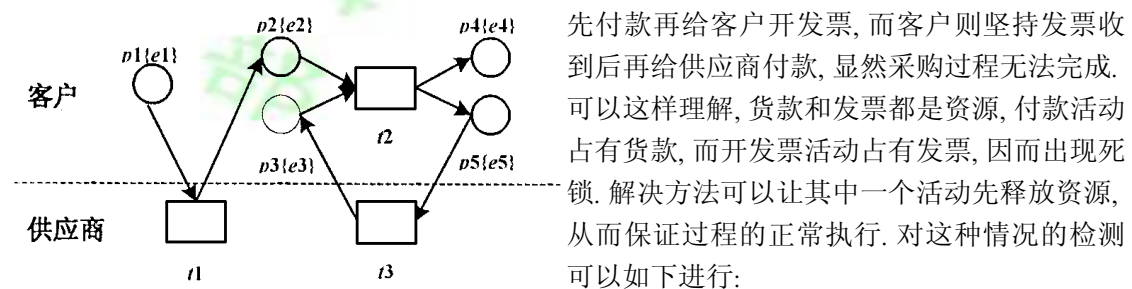 p2{e2}
p4{e4}
p1{e1}
客户
t2
p3{e3}
p5{e5}
供应商
t1
t3
先付款再给客户开发票, 而客户则坚持发票收
到后再给供应商付款, 显然采购过程无法完成.
可以这样理解, 货款和发票都是资源, 付款活动
占有货款, 而开发票活动占有发票, 因而出现死
锁. 解决方法可以让其中一个活动先释放资源,
从而保证过程的正常执行. 对这种情况的检测
可以如下进行: